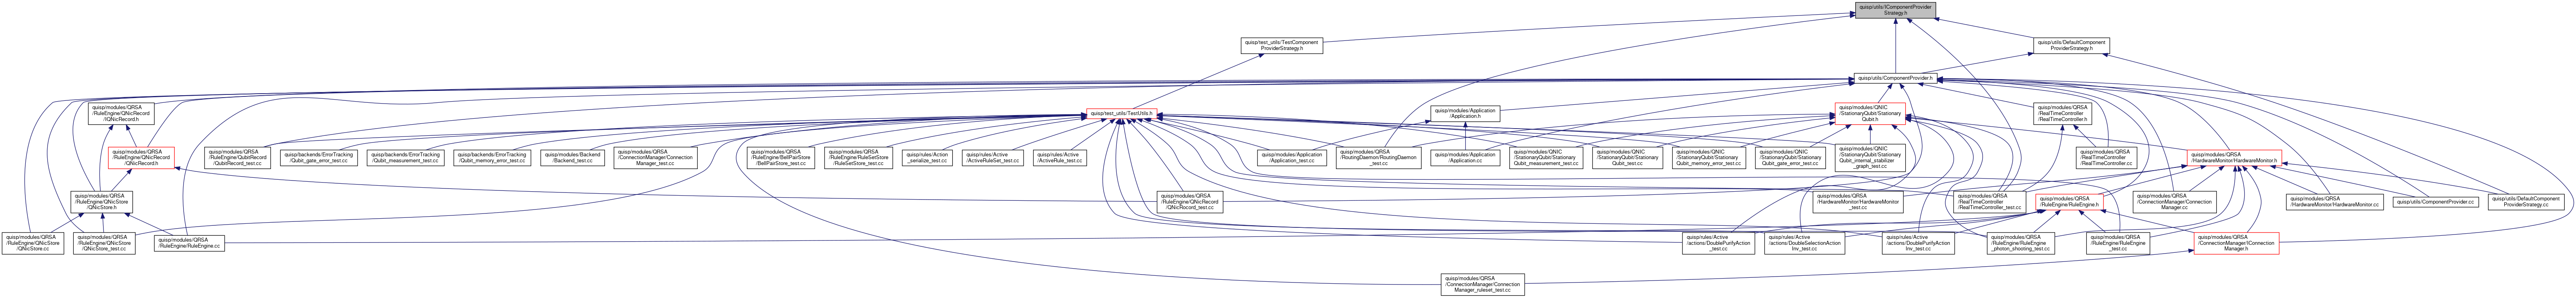 quisp/utils/IComponentProvider
Strategy.h
quisp/test_utils/TestComponent
ProviderStrategy.h
quisp/utils/DefaultComponent
ProviderStrategy.h
quisp/utils/ComponentProvider.h
quisp/modules/QRSA
/RuleEngine/QNicRecord
/IQNicRecord.h
quisp/test_utils/TestUtils.h
quisp/modules/Application
/Application.h
quisp/modules/QNIC
/StationaryQubit/Stationary
Qubit.h
quisp/modules/QRSA
/RealTimeController
/RealTimeController.h
quisp/modules/QRSA
/RuleEngine/QNicRecord
/QNicRecord.h
quisp/modules/QRSA
/RuleEngine/QubitRecord
/QubitRecord_test.cc
quisp/backends/ErrorTracking
/Qubit_gate_error_test.cc
quisp/backends/ErrorTracking
/Qubit_measurement_test.cc
quisp/backends/ErrorTracking
/Qubit_memory_error_test.cc
quisp/modules/Backend
/Backend_test.cc
quisp/modules/QRSA
/ConnectionManager/Connection
Manager_test.cc
quisp/modules/QRSA
/RuleEngine/BellPairStore
/BellPairStore_test.cc
quisp/modules/QRSA
/RuleEngine/RuleSetStore
/RuleSetStore_test.cc
quisp/rules/Action
_serialize_test.cc
quisp/rules/Active
/ActiveRuleSet_test.cc
quisp/rules/Active
/ActiveRule_test.cc
quisp/modules/Application
/Application_test.cc
quisp/modules/QRSA
/RoutingDaemon/RoutingDaemon
_test.cc
quisp/modules/Application
/Application.cc
quisp/modules/QNIC
/StationaryQubit/Stationary
Qubit_measurement_test.cc
quisp/modules/QNIC
/StationaryQubit/Stationary
Qubit_test.cc
quisp/modules/QNIC
/StationaryQubit/Stationary
Qubit_memory_error_test.cc
quisp/modules/QNIC
/StationaryQubit/Stationary
Qubit_gate_error_test.cc
quisp/modules/QNIC
/StationaryQubit/Stationary
Qubit_internal_stabilizer
_graph_test.cc
quisp/modules/QRSA
/RealTimeController
/RealTimeController.cc
quisp/modules/QRSA
/HardwareMonitor/HardwareMonitor.h
quisp/modules/QRSA
/RuleEngine/QNicStore
/QNicStore.h
quisp/modules/QRSA
/RuleEngine/QNicRecord
/QNicRocord_test.cc
quisp/modules/QRSA
/HardwareMonitor/HardwareMonitor
_test.cc
quisp/modules/QRSA
/RealTimeController
/RealTimeController_test.cc
quisp/modules/QRSA
/RuleEngine/RuleEngine.h
quisp/modules/QRSA
/ConnectionManager/Connection
Manager.cc
quisp/modules/QRSA
/HardwareMonitor/HardwareMonitor.cc
quisp/utils/ComponentProvider.cc
quisp/utils/DefaultComponent
ProviderStrategy.cc
quisp/modules/QRSA
/RuleEngine/QNicStore
/QNicStore.cc
quisp/modules/QRSA
/RuleEngine/QNicStore
/QNicStore_test.cc
quisp/modules/QRSA
/RuleEngine/RuleEngine.cc
quisp/rules/Active
/actions/DoublePurifyAction
_test.cc
quisp/rules/Active
/actions/DoubleSelectionAction
Inv_test.cc
quisp/rules/Active
/actions/DoublePurifyAction
Inv_test.cc
quisp/modules/QRSA
/RuleEngine/RuleEngine
_photon_shooting_test.cc
quisp/modules/QRSA
/RuleEngine/RuleEngine
_test.cc
quisp/modules/QRSA
/ConnectionManager/IConnection
Manager.h
quisp/modules/QRSA
/ConnectionManager/Connection
Manager_ruleset_test.cc